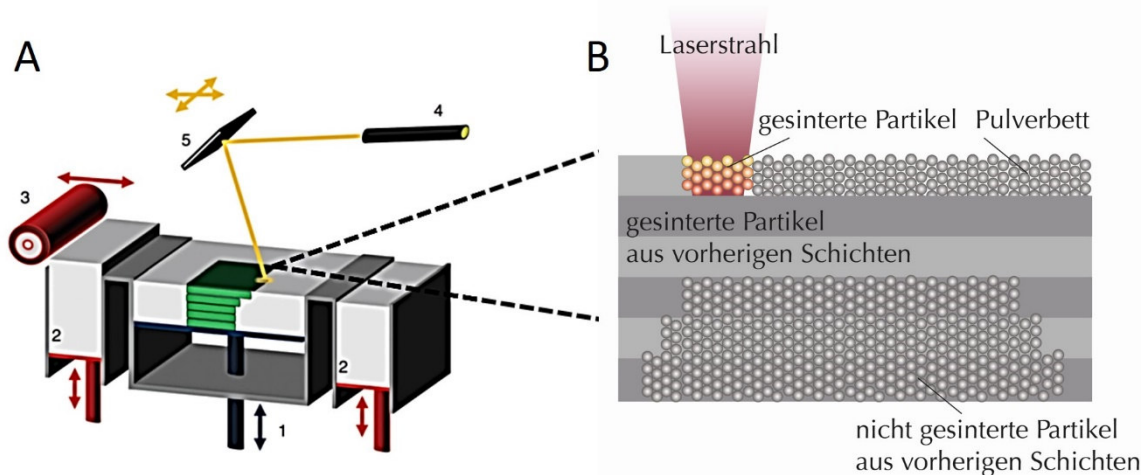 A
4
5
3
2
2
1
B
Laserstrahl
gesinterte Partikel
Pulverbett
gesinterte Partikel
aus vorherigen Schichten
nicht gesinterte Partikel
aus vorherigen Schichten